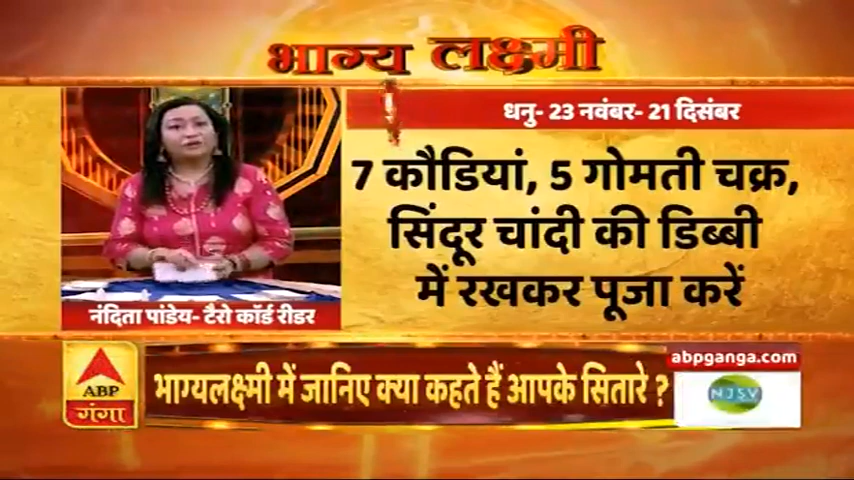 भाग्य लक्ष्मी
धनु- 23 नवंबर- 21 दिसंबर
7 कौडियां, 5 गोमती चक्र,
सिंदूर चांदी की डिब्बी
में रखकर पूजा करें
नंदिता पांडेय- टैरो कॉर्ड रीडर
abpganga.com
ABP
गंगा
भाग्यलक्ष्मी में जानिए क्या कहते हैं आपके सितारे ?
NJSV